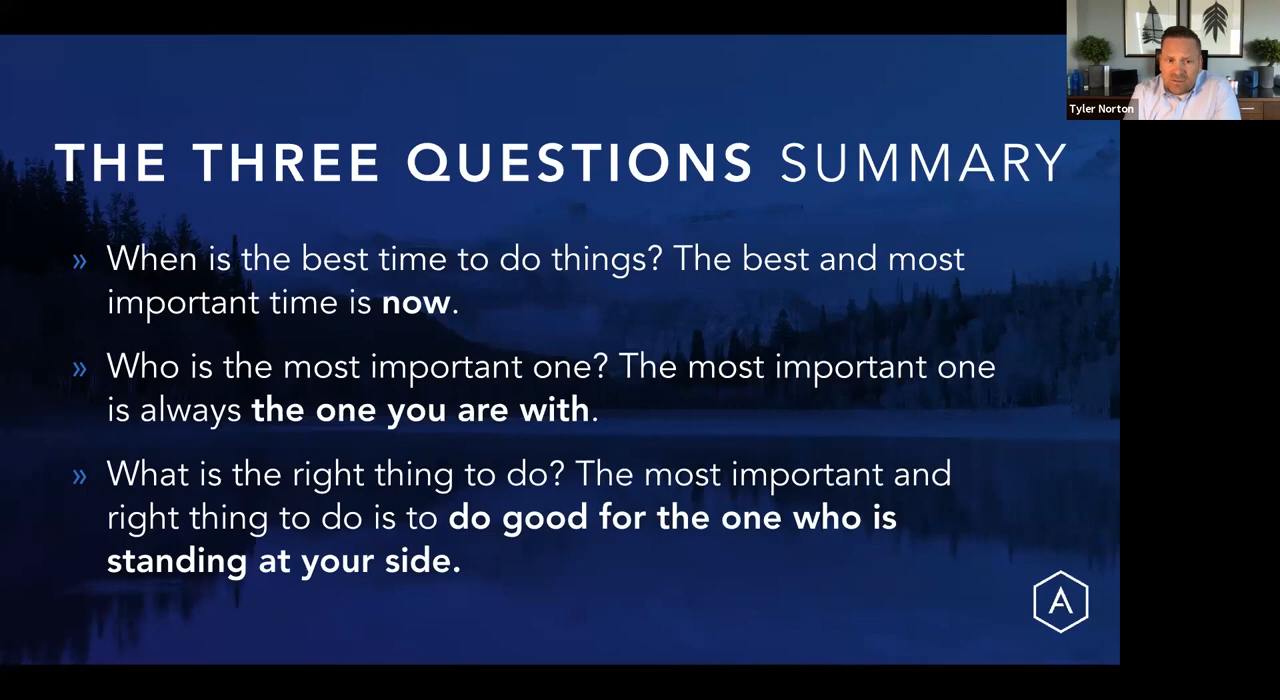 Tyler Norton
THE THREE QUESTIONS SUMMARY
» When is the best time to do things? The best and most
important time is now.
» Who is the most important one? The most important one
is always the one you are with.
» What is the right thing to do? The most important and
right thing to do is to do good for the one who is
standing at your side.
A